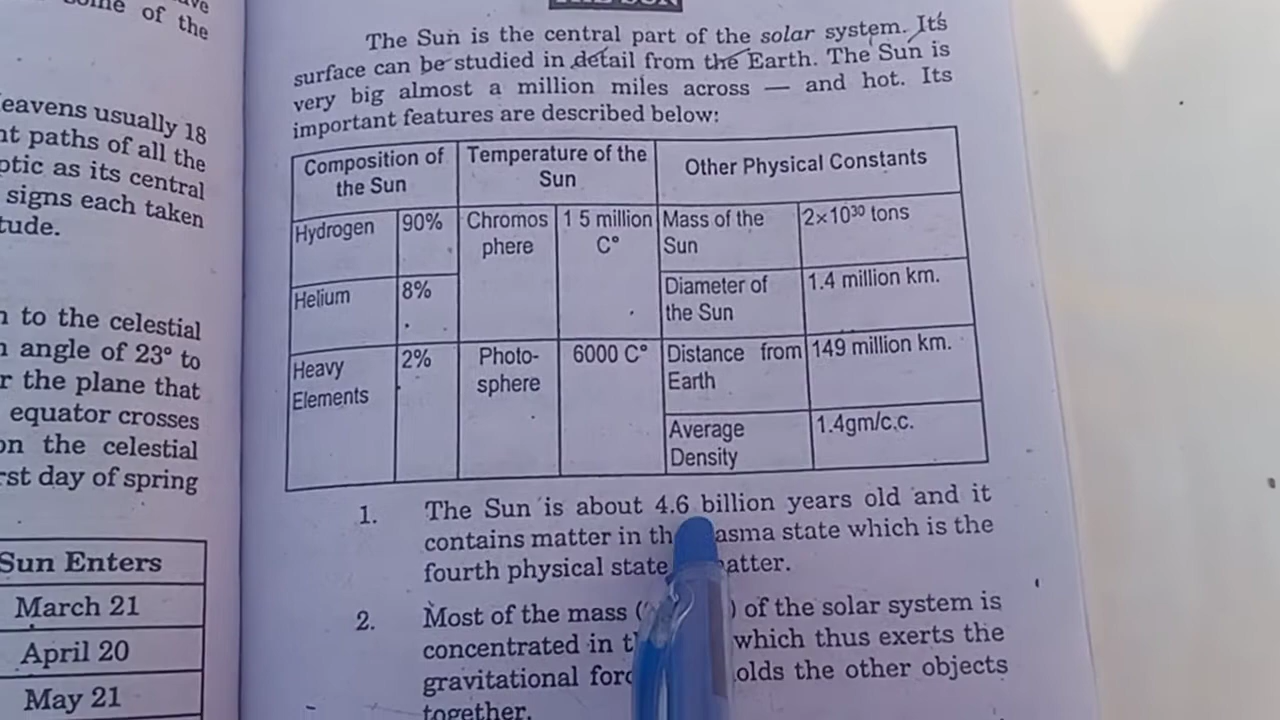 some of the
eavens usually 18
nt paths of all the
ptic as its central
signs each taken
tude.
n to the celestial
n angle of 23° to
r the plane that
equator crosses
on the celestial
rst day of spring
Sun Enters
March 21
April 20
May 21
THE SUN
The Sun is the central part of the solar system. Its
surface can be studied in detail from the Earth. The Sun is
very big almost a million miles across — and hot. Its
important features are described below:
Composition of the Sun | Temperature of the Sun | Other Physical Constants
Hydrogen | 90% | Chromos phere | 1 5 million C° | Mass of the Sun | 2×10³⁰ tons
Helium | 8% | Diameter of the Sun | 1.4 million km.
Heavy Elements | 2% | Photo- sphere | 6000 C° | Distance from Earth | 149 million km.
Average Density | 1.4gm/c.c.
1. The Sun is about 4.6 billion years old and it
contains matter in th asma state which is the
fourth physical state atter.
2. Most of the mass ( ) of the solar system is
concentrated in t which thus exerts the
gravitational forc olds the other objects
together.